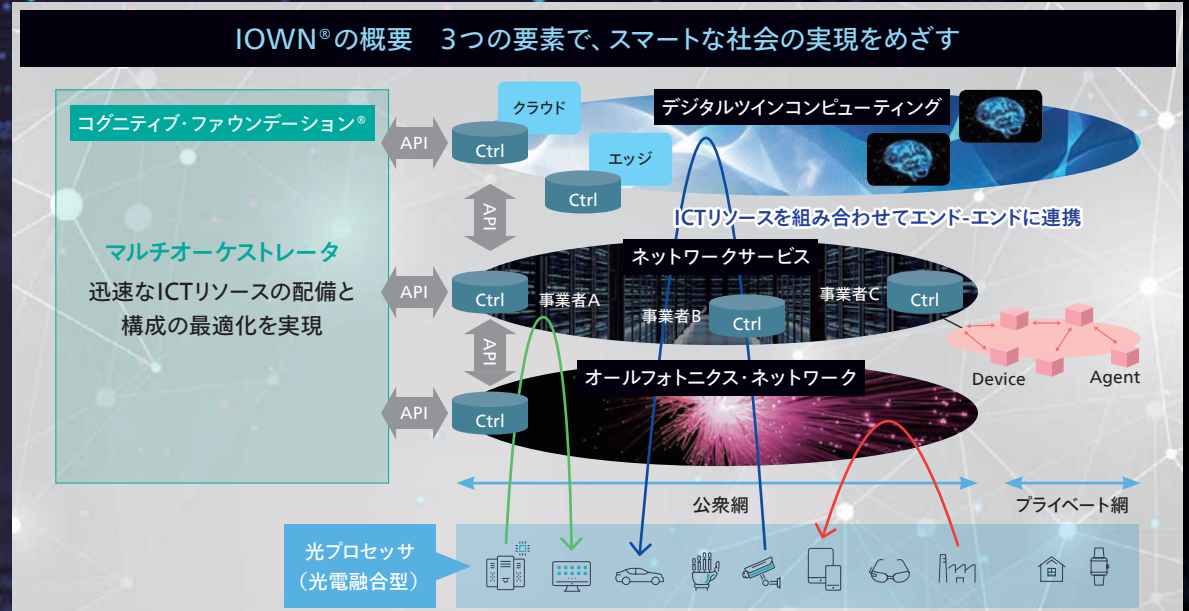 IOWN®の概要　3つの要素で、スマートな社会の実現をめざす
コグニティブ・ファウンデーション®
マルチオーケストレータ
迅速なICTリソースの配備と
構成の最適化を実現
API
Ctrl
クラウド
デジタルツインコンピューティング
エッジ
Ctrl
API
ICTリソースを組み合わせてエンド-エンドに連携
ネットワークサービス
API
Ctrl
事業者A
事業者B
Ctrl
事業者C
Ctrl
API
オールフォトニクス・ネットワーク
Device
Agent
API
Ctrl
公衆網
プライベート網
光プロセッサ
（光電融合型）